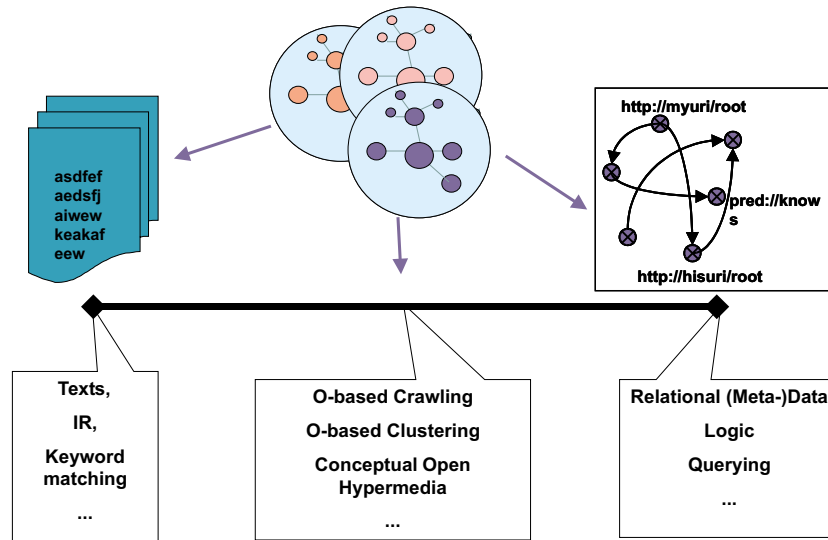 asdfef
aedsfj
aiwew
keakaf
eew
http://myuri/root
pred://know
s
http://hisuri/root
Texts,
IR,
Keyword
matching
...
O-based Crawling
O-based Clustering
Conceptual Open
Hypermedia
...
Relational (Meta-)Data
Logic
Querying
...